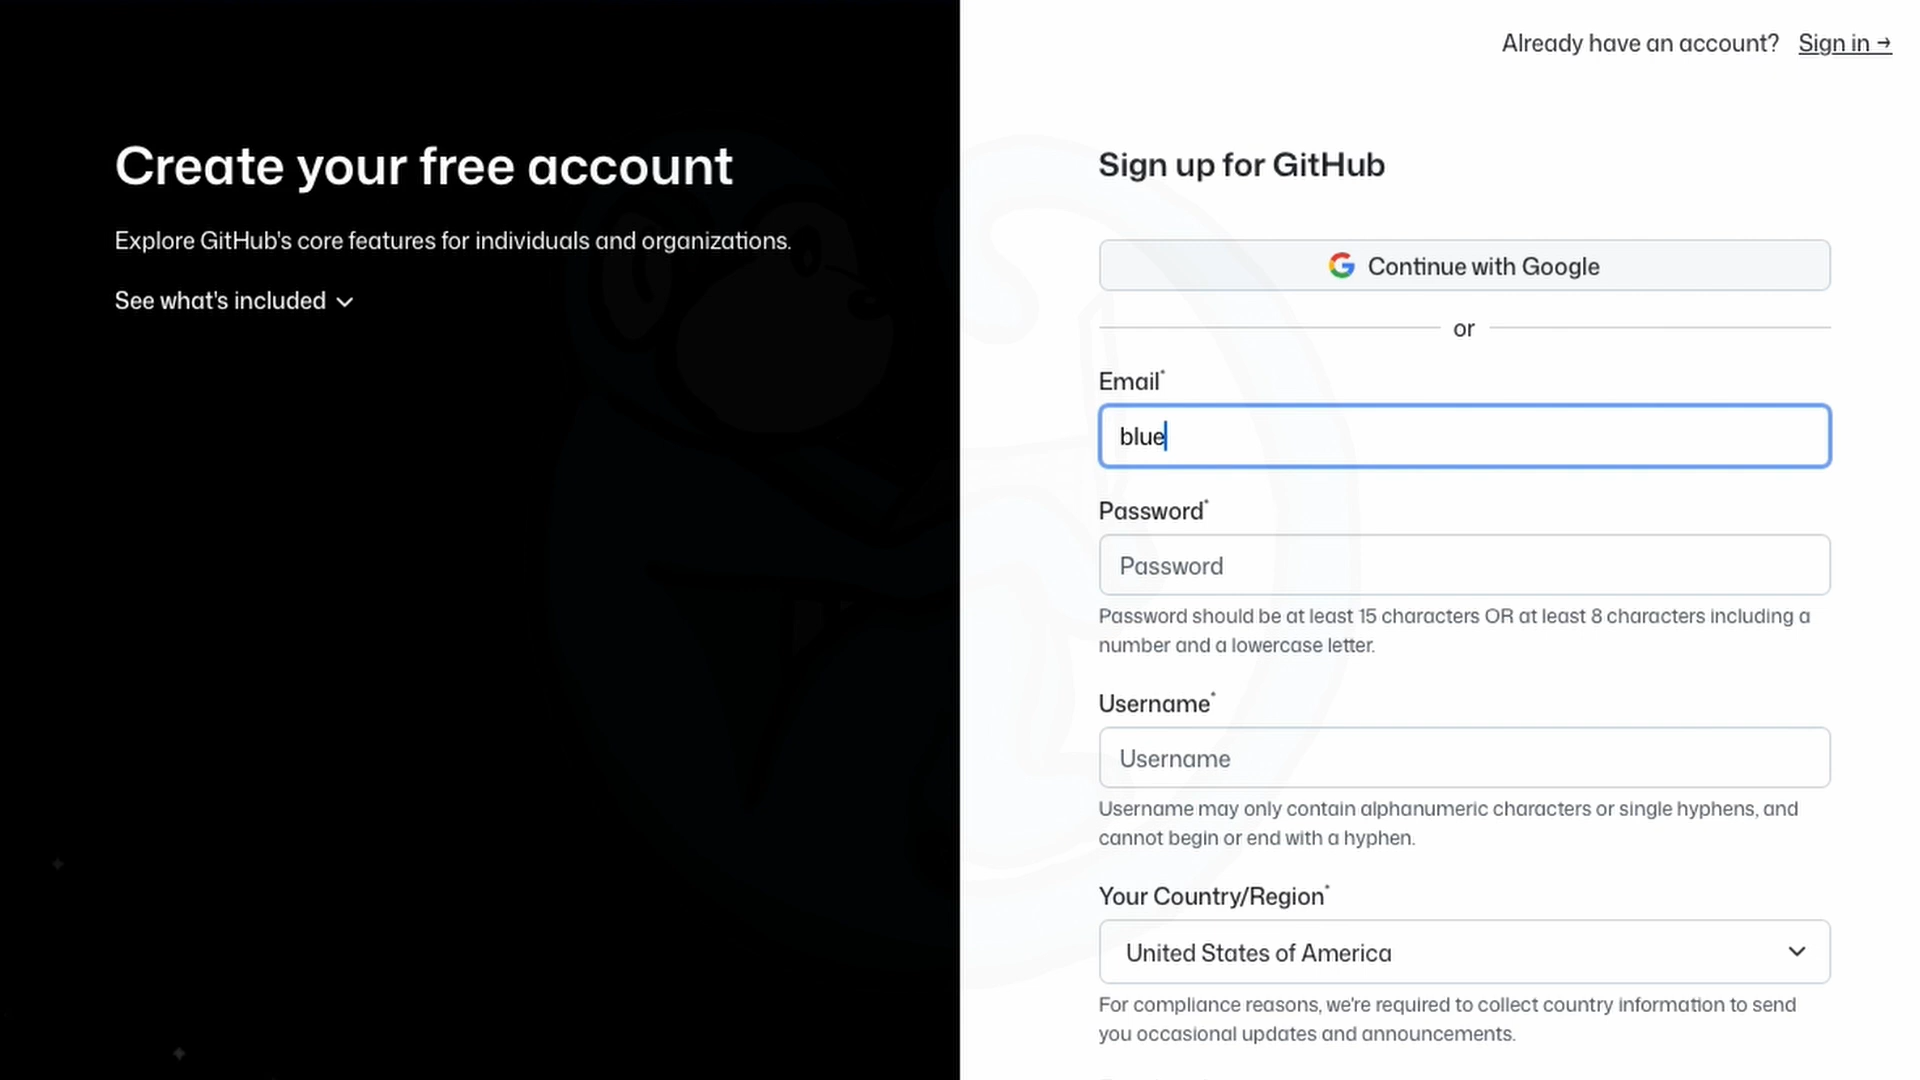 Already have an account? Sign in →
Create your free account
Explore GitHub's core features for individuals and organizations.
See what's included
Sign up for GitHub
Continue with Google
or
Email*
blue
Password*
Password
Password should be at least 15 characters OR at least 8 characters including a
number and a lowercase letter.
Username*
Username
Username may only contain alphanumeric characters or single hyphens, and
cannot begin or end with a hyphen.
Your Country/Region*
United States of America
For compliance reasons, we're required to collect country information to send
you occasional updates and announcements.